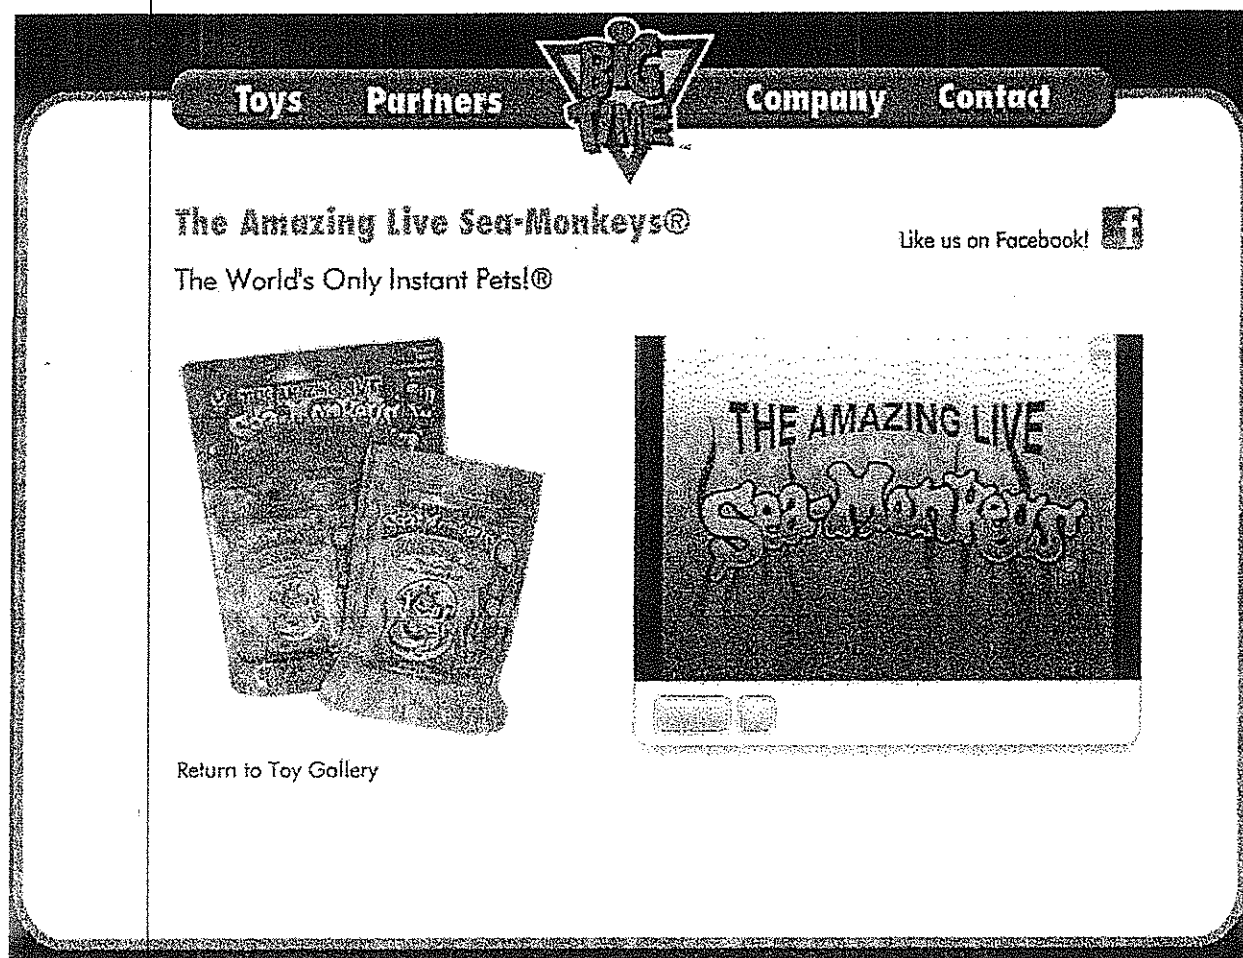 Toys Partners BIG TIME Company Contact
The Amazing Live Sea-Monkeys®
Like us on Facebook! f
The World's Only Instant Pets!®
THE AMAZING LIVE
Sea-Monkeys
Return to Toy Gallery